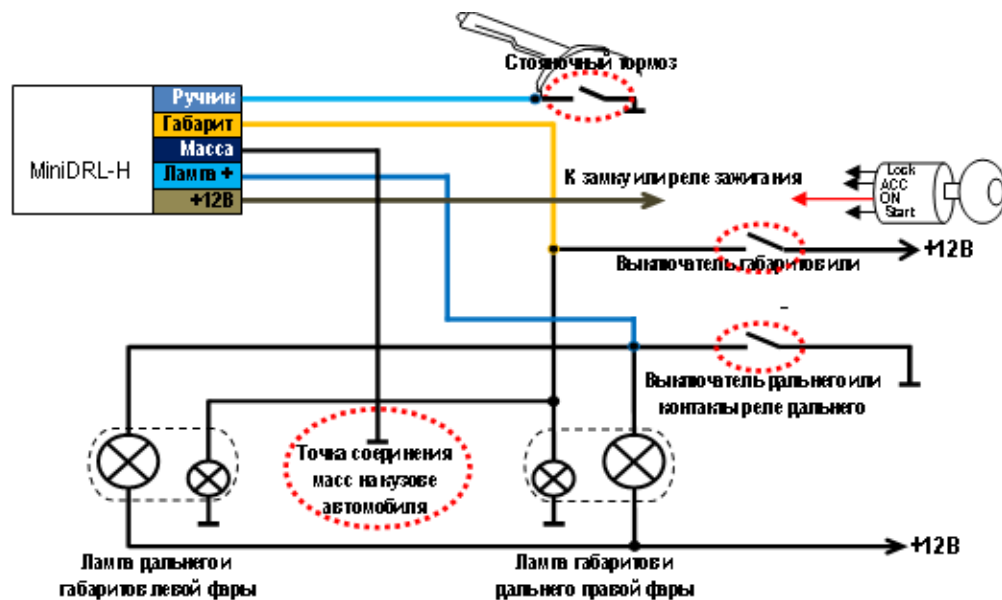 Стояночный тормоз
MiniDRL-H
Ручник
Габарит
Масса
Лампа +
+12В
К замку или реле зажигания
Lock
ACC
ON
Start
+12В
Выключатель габаритов или
Выключатель дальнего или
контакты реле дальнего
Точка соединения
масс на кузове
автомобиля
+12В
Лампа дальнего и
габаритов левой фары
Лампа габаритов и
дальнего правой фары